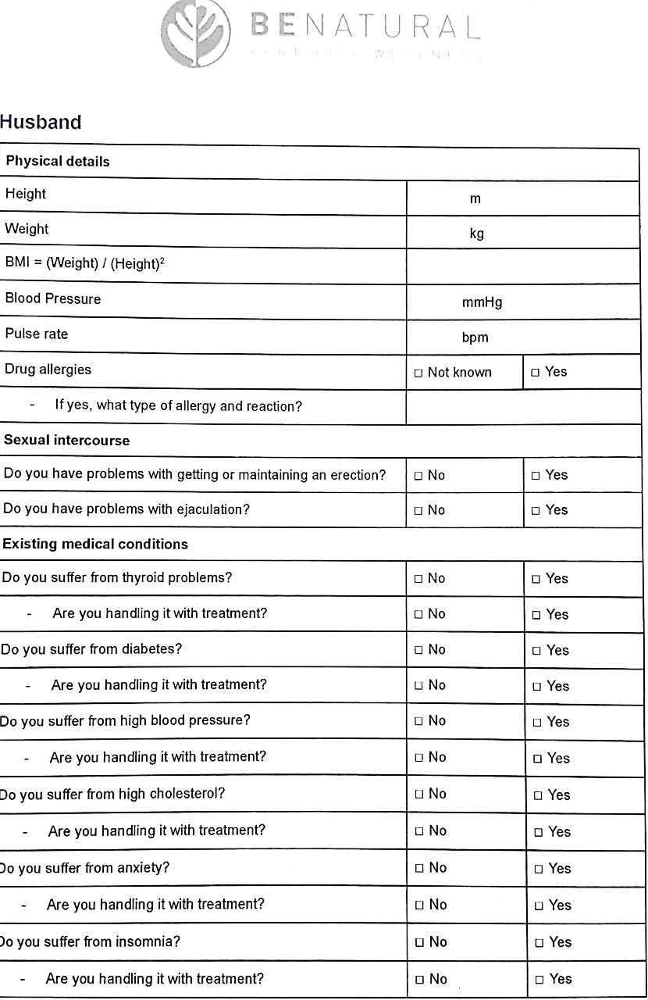 BENATURAL
FERTILITY WELLNESS
Husband
Physical details
Height m
Weight kg
BMI = (Weight) / (Height)²
Blood Pressure mmHg
Pulse rate bpm
Drug allergies □ Not known □ Yes
- If yes, what type of allergy and reaction?
Sexual intercourse
Do you have problems with getting or maintaining an erection? □ No □ Yes
Do you have problems with ejaculation? □ No □ Yes
Existing medical conditions
Do you suffer from thyroid problems? □ No □ Yes
- Are you handling it with treatment? □ No □ Yes
Do you suffer from diabetes? □ No □ Yes
- Are you handling it with treatment? □ No □ Yes
Do you suffer from high blood pressure? □ No □ Yes
- Are you handling it with treatment? □ No □ Yes
Do you suffer from high cholesterol? □ No □ Yes
- Are you handling it with treatment? □ No □ Yes
Do you suffer from anxiety? □ No □ Yes
- Are you handling it with treatment? □ No □ Yes
Do you suffer from insomnia? □ No □ Yes
- Are you handling it with treatment? □ No □ Yes